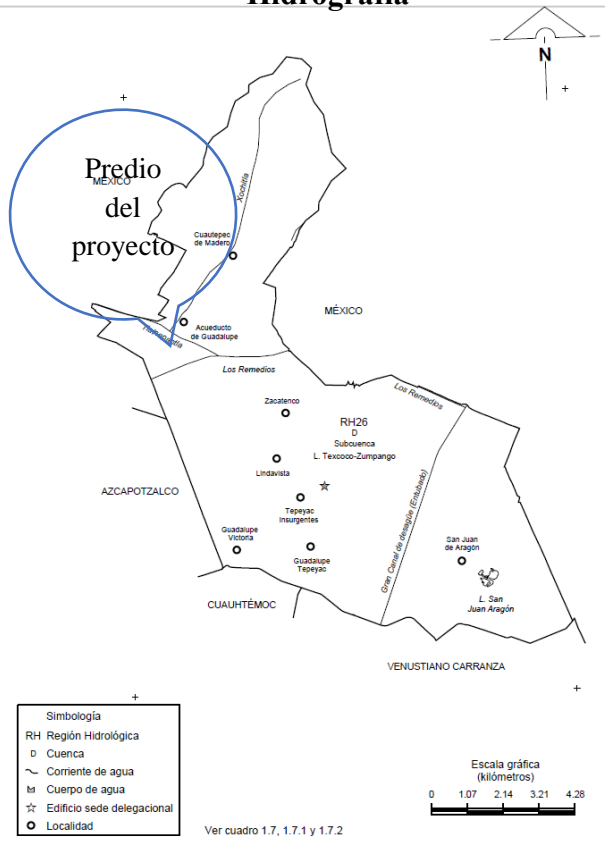 Hidrografía
N
MÉXICO
Predio
del
proyecto
Xochitla
Cuautepec
de Madero
MÉXICO
Acueducto
de Guadalupe
Los Remedios
Los Remedios
Zacatenco
RH26
D
Subcuenca
L. Texcoco-Zumpango
Lindavista
AZCAPOTZALCO
Tepeyac
Insurgentes
Gran Canal de desagüe (Entubado)
Guadalupe
Victoria
Guadalupe
Tepeyac
San Juan
de Aragón
L. San
Juan Aragón
CUAUHTÉMOC
VENUSTIANO CARRANZA
Simbología
RH Región Hidrológica
D Cuenca
Corriente de agua
Cuerpo de agua
Edificio sede delegacional
Localidad
Escala gráfica
(kilómetros)
0 1.07 2.14 3.21 4.28
Ver cuadro 1.7, 1.7.1 y 1.7.2